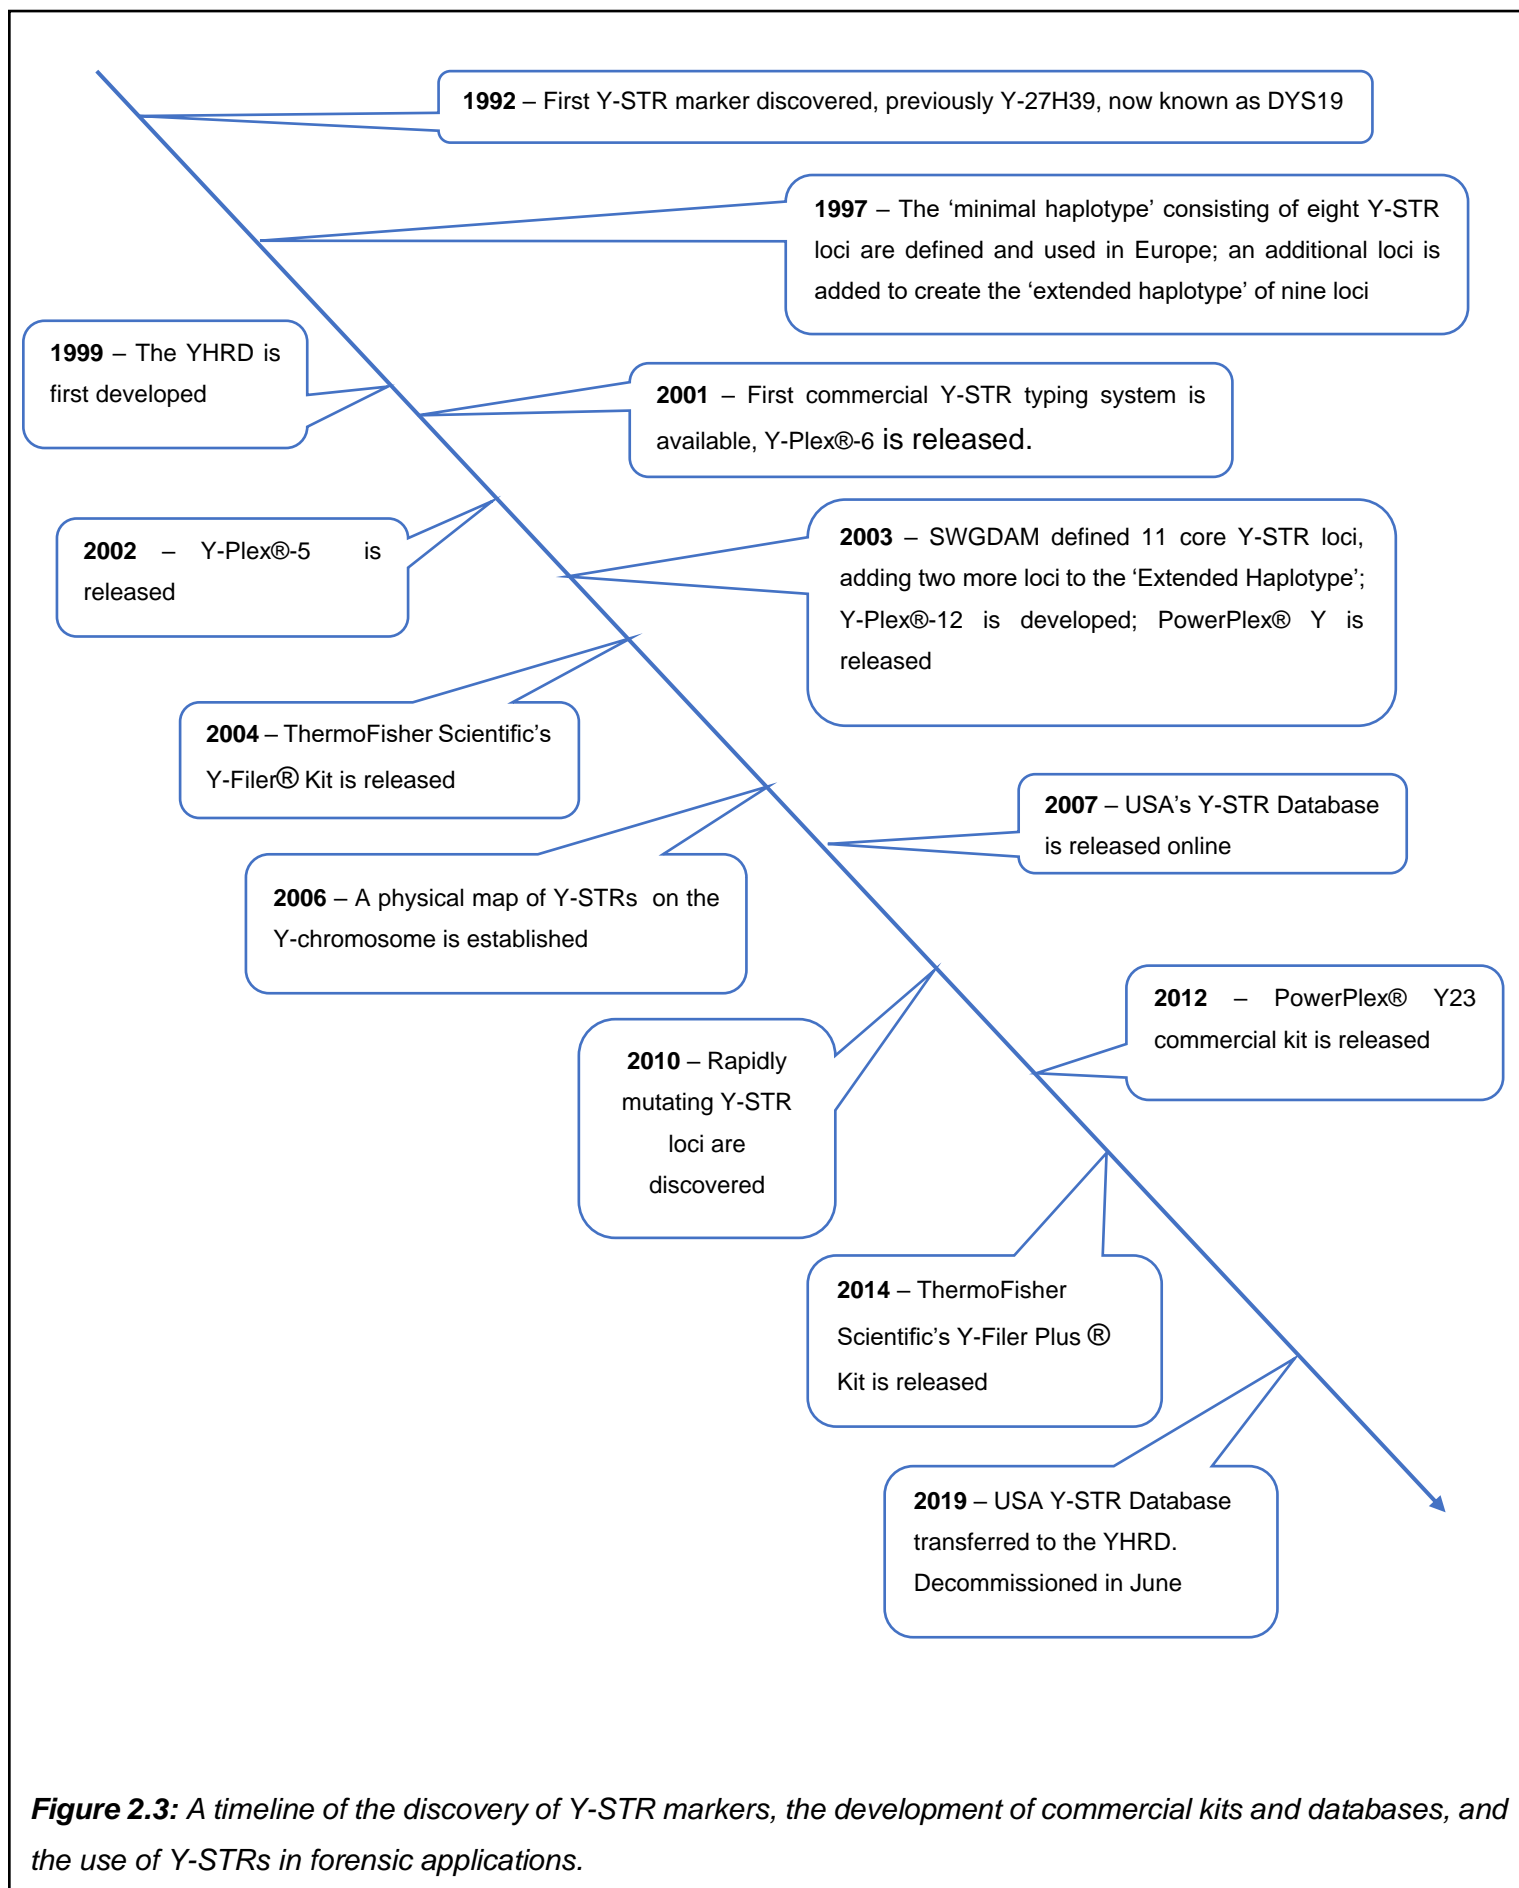 1992 – First Y-STR marker discovered, previously Y-27H39, now known as DYS19
1997 – The ‘minimal haplotype’ consisting of eight Y-STR
loci are defined and used in Europe; an additional loci is
added to create the ‘extended haplotype’ of nine loci
1999 – The YHRD is
first developed
2001 – First commercial Y-STR typing system is
available, Y-Plex®-6 is released.
2002 – Y-Plex®-5 is
released
2003 – SWGDAM defined 11 core Y-STR loci,
adding two more loci to the ‘Extended Haplotype’;
Y-Plex®-12 is developed; PowerPlex® Y is
released
2004 – ThermoFisher Scientific’s
Y-Filer® Kit is released
2007 – USA’s Y-STR Database
is released online
2006 – A physical map of Y-STRs on the
Y-chromosome is established
2012 – PowerPlex® Y23
commercial kit is released
2010 – Rapidly
mutating Y-STR
loci are
discovered
2014 – ThermoFisher
Scientific’s Y-Filer Plus ®
Kit is released
2019 – USA Y-STR Database
transferred to the YHRD.
Decommissioned in June
Figure 2.3: A timeline of the discovery of Y-STR markers, the development of commercial kits and databases, and
the use of Y-STRs in forensic applications.